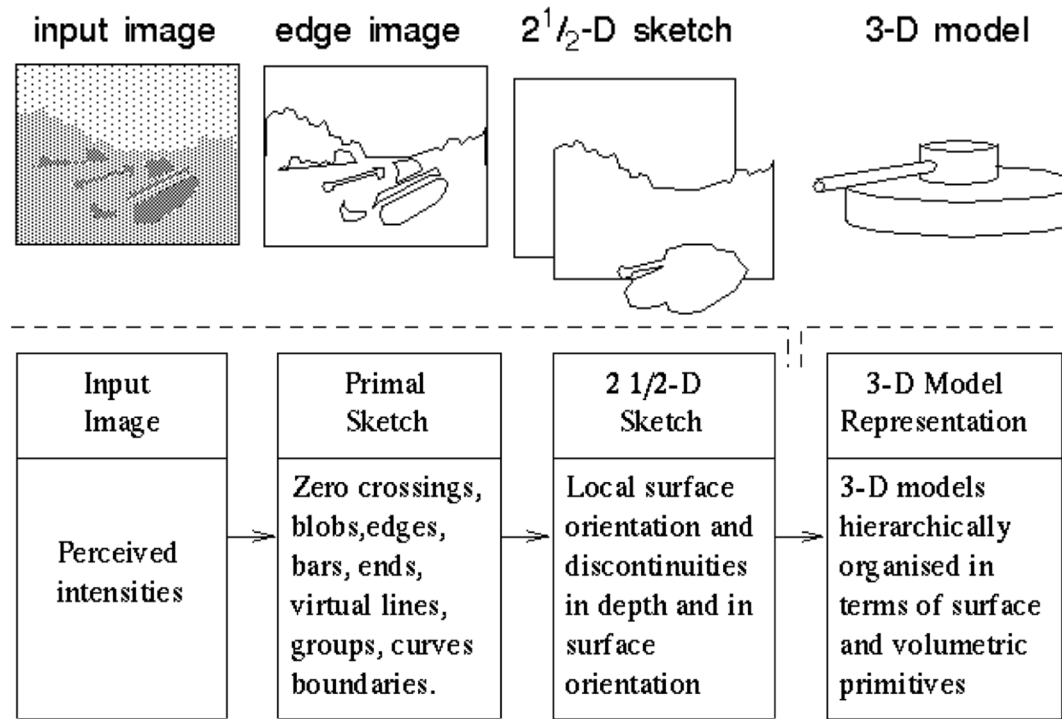 input image
edge image
2 1/2-D sketch
3-D model
Input
Image
Perceived
intensities
Primal
Sketch
Zero crossings,
blobs,edges,
bars, ends,
virtual lines,
groups, curves
boundaries.
2 1/2-D
Sketch
Local surface
orientation and
discontinuities
in depth and in
surface
orientation
3-D Model
Representation
3-D models
hierarchically
organised in
terms of surface
and volumetric
primitives